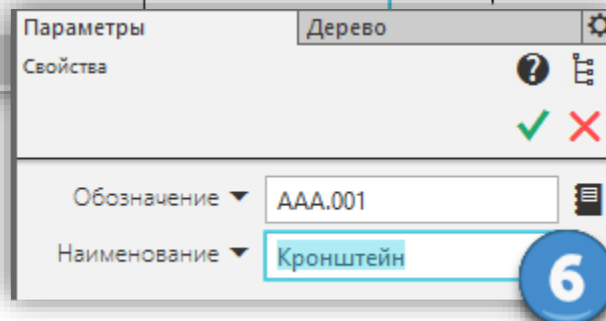 Параметры Дерево
Свойства
Обозначение ААА.001
Наименование Кронштейн
6